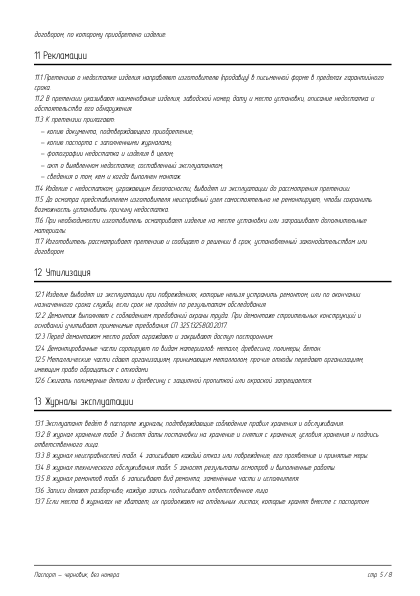 договором, по которому приобретено изделие.
11 Рекламации
11.1 Претензию о недостатке изделия направляют изготовителю (продавцу) в письменной форме в пределах гарантийного
срока.
11.2 В претензии указывают наименование изделия, заводской номер, дату и место установки, описание недостатка и
обстоятельства его обнаружения.
11.3 К претензии прилагают:
– копию документа, подтверждающего приобретение;
– копию паспорта с заполненными журналами;
– фотографии недостатка и изделия в целом;
– акт о выявленном недостатке, составленный эксплуатантом;
– сведения о том, кем и когда выполнен монтаж.
11.4 Изделие с недостатком, угрожающим безопасности, выводят из эксплуатации до рассмотрения претензии.
11.5 До осмотра представителем изготовителя неисправный узел самостоятельно не ремонтируют, чтобы сохранить
возможность установить причину недостатка.
11.6 При необходимости изготовитель осматривает изделие на месте установки или запрашивает дополнительные
материалы.
11.7 Изготовитель рассматривает претензию и сообщает о решении в срок, установленный законодательством или
договором.
12 Утилизация
12.1 Изделие выводят из эксплуатации при повреждениях, которые нельзя устранить ремонтом, или по окончании
назначенного срока службы, если срок не продлён по результатам обследования.
12.2 Демонтаж выполняют с соблюдением требований охраны труда. При демонтаже строительных конструкций и
оснований учитывают применимые требования СП 325.1325800.2017.
12.3 Перед демонтажом место работ ограждают и закрывают доступ посторонним.
12.4 Демонтированные части сортируют по видам материалов: металл, древесина, полимеры, бетон.
12.5 Металлические части сдают организациям, принимающим металлолом; прочие отходы передают организациям,
имеющим право обращаться с отходами.
12.6 Сжигать полимерные детали и древесину с защитной пропиткой или окраской запрещается.
13 Журналы эксплуатации
13.1 Эксплуатант ведёт в паспорте журналы, подтверждающие соблюдение правил хранения и обслуживания.
13.2 В журнал хранения табл. 3 вносят даты постановки на хранение и снятия с хранения, условия хранения и подпись
ответственного лица.
13.3 В журнал неисправностей табл. 4 записывают каждый отказ или повреждение, его проявление и принятые меры.
13.4 В журнал технического обслуживания табл. 5 заносят результаты осмотров и выполненные работы.
13.5 В журнал ремонтов табл. 6 записывают вид ремонта, заменённые части и исполнителя.
13.6 Записи делают разборчиво; каждую запись подписывает ответственное лицо.
13.7 Если места в журналах не хватает, их продолжают на отдельных листах, которые хранят вместе с паспортом.
Паспорт – черновик, без номера
стр. 5 / 8